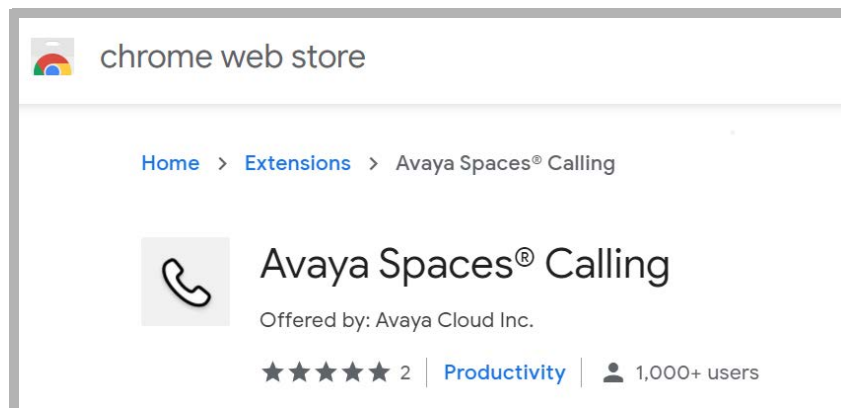 chrome web store
Home > Extensions > Avaya Spaces® Calling
Avaya Spaces® Calling
Offered by: Avaya Cloud Inc.
★★★★★ 2 | Productivity | 1,000+ users